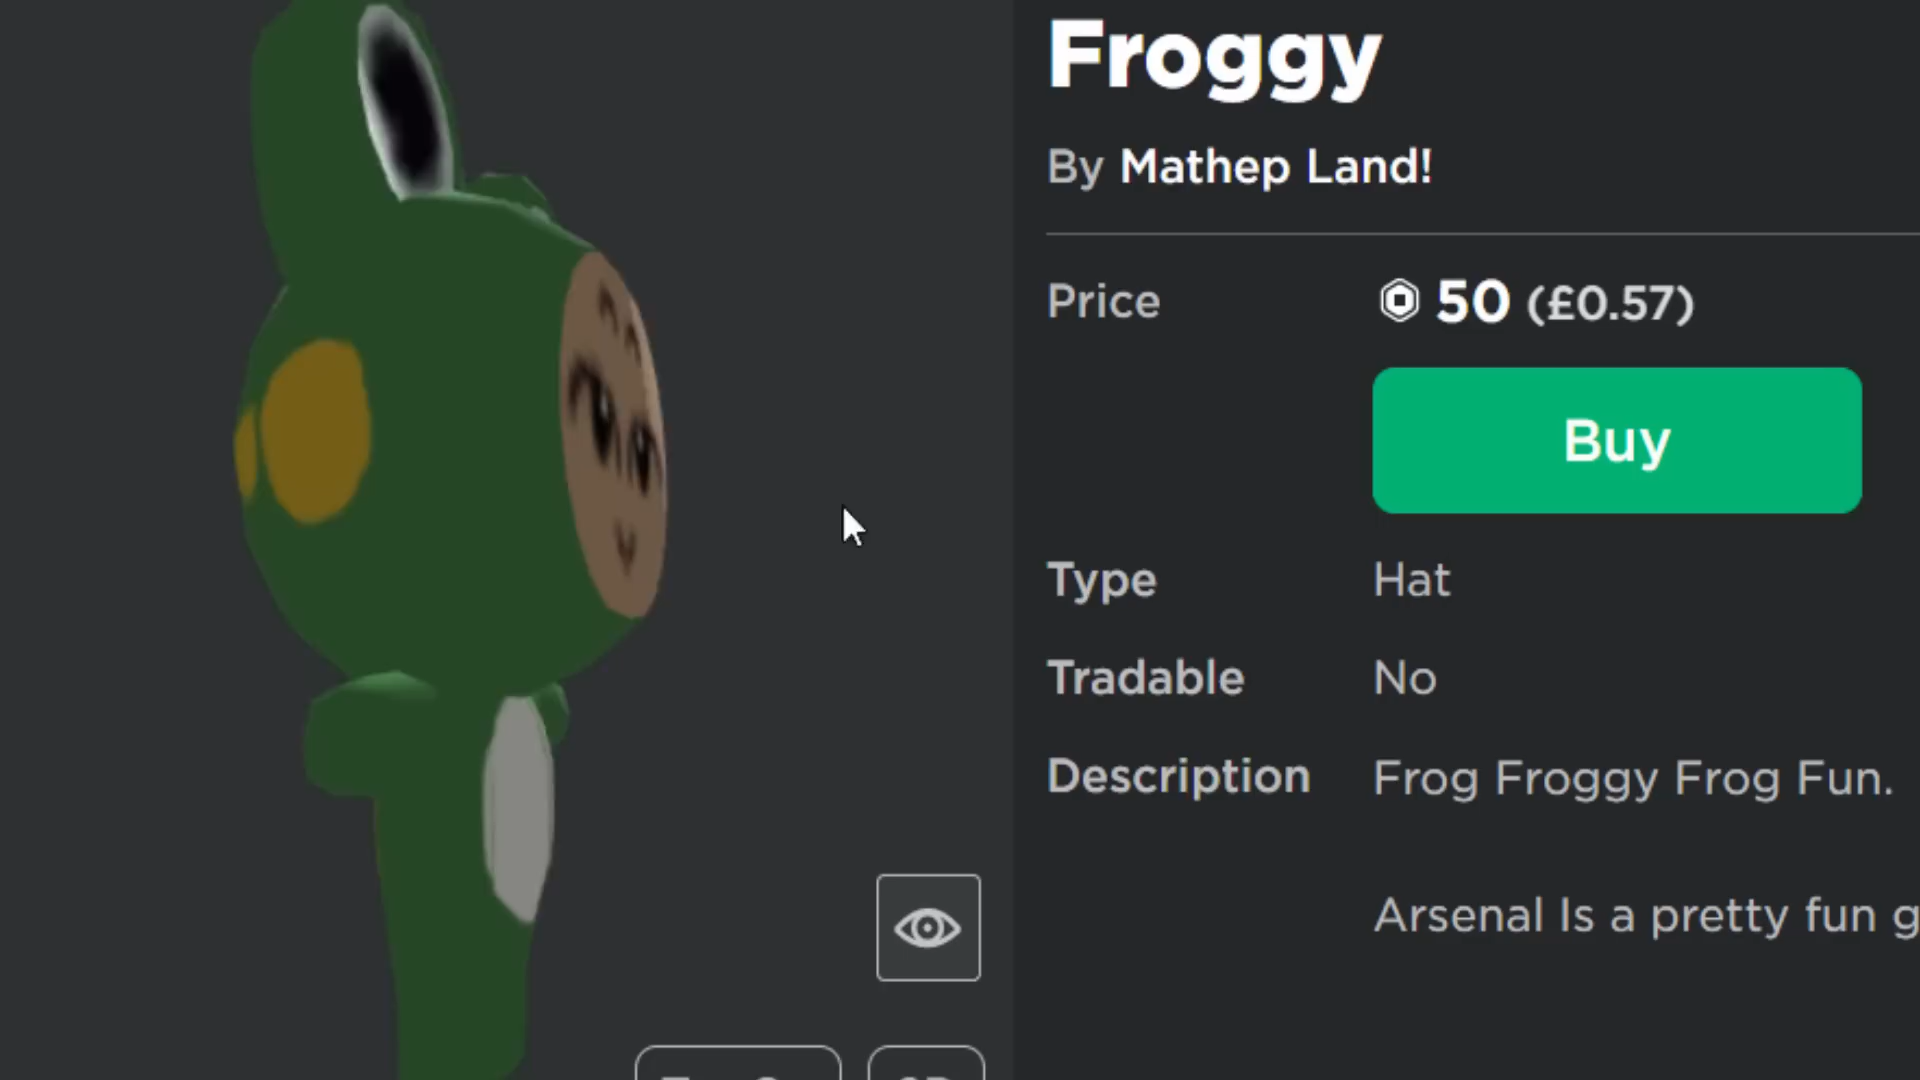 Froggy
By Mathep Land!
Price 50 (£0.57)
Buy
Type Hat
Tradable No
Description Frog Froggy Frog Fun.
Arsenal Is a pretty fun g